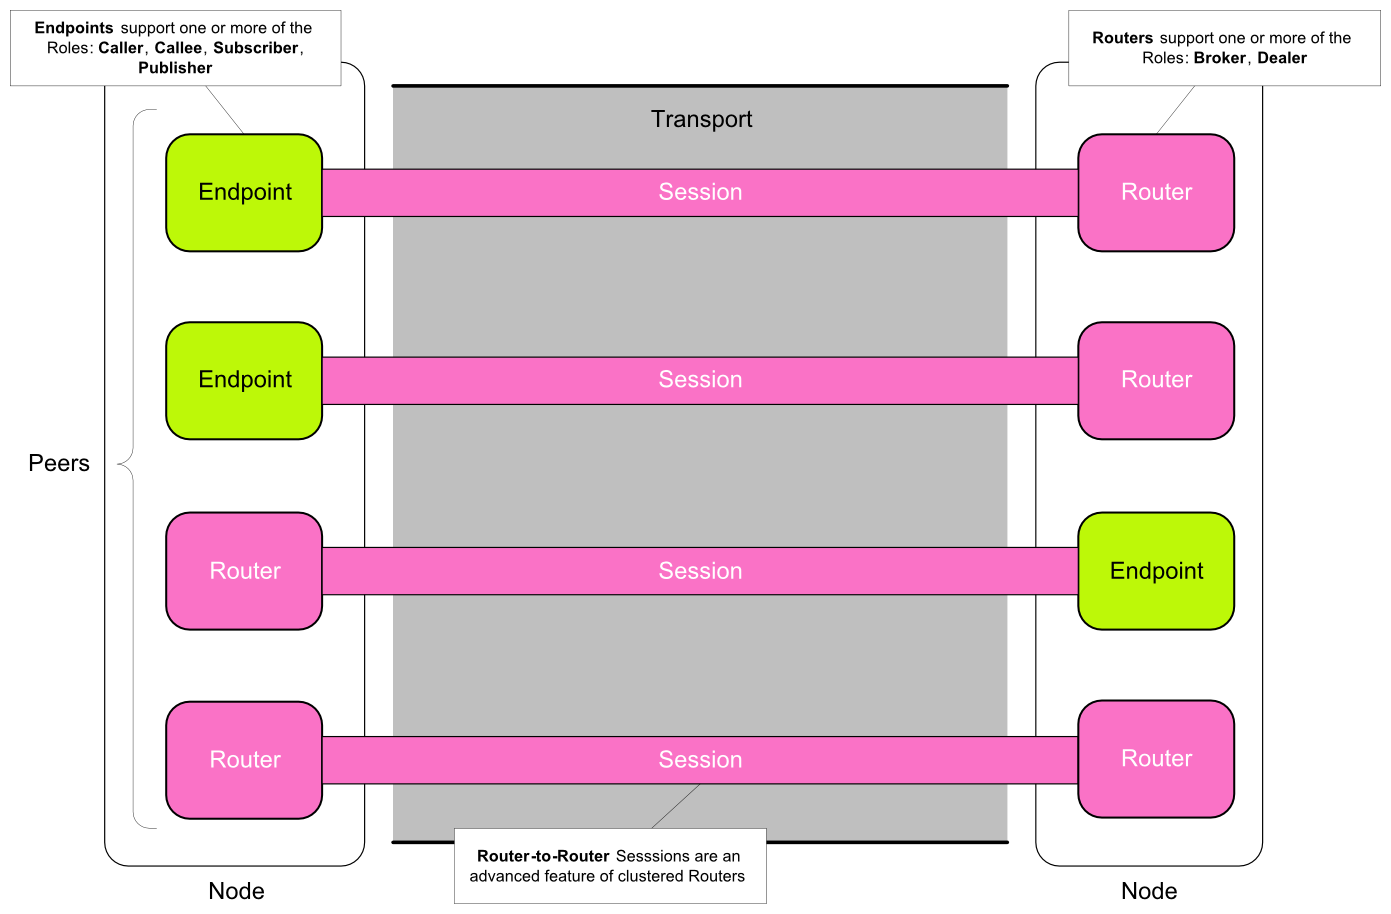 Endpoints support one or more of the
Roles: Caller, Callee, Subscriber,
Publisher
Routers support one or more of the
Roles: Broker, Dealer
Transport
Endpoint
Session
Router
Endpoint
Session
Router
Peers
Router
Session
Endpoint
Router
Session
Router
Router-to-Router Sesssions are an
advanced feature of clustered Routers
Node
Node